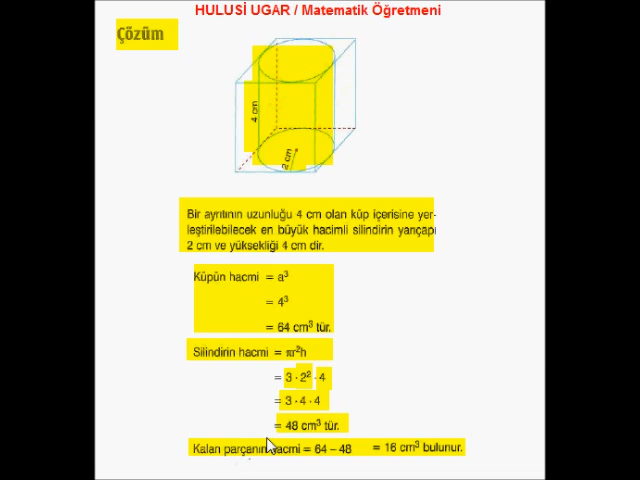 HULUSİ UGAR / Matematik Öğretmeni
Çözüm
4 cm
2 cm
Bir ayrıtının uzunluğu 4 cm olan küp içerisine yer-
leştirilebilecek en büyük hacimli silindirin yarıçapı
2 cm ve yüksekliği 4 cm dir.
Küpün hacmi = a³
= 4³
= 64 cm³ tür.
Silindirin hacmi = πr²h
= 3 · 2² · 4
= 3 · 4 · 4
= 48 cm³ tür.
Kalan parçanın hacmi = 64 – 48 = 16 cm³ bulunur.